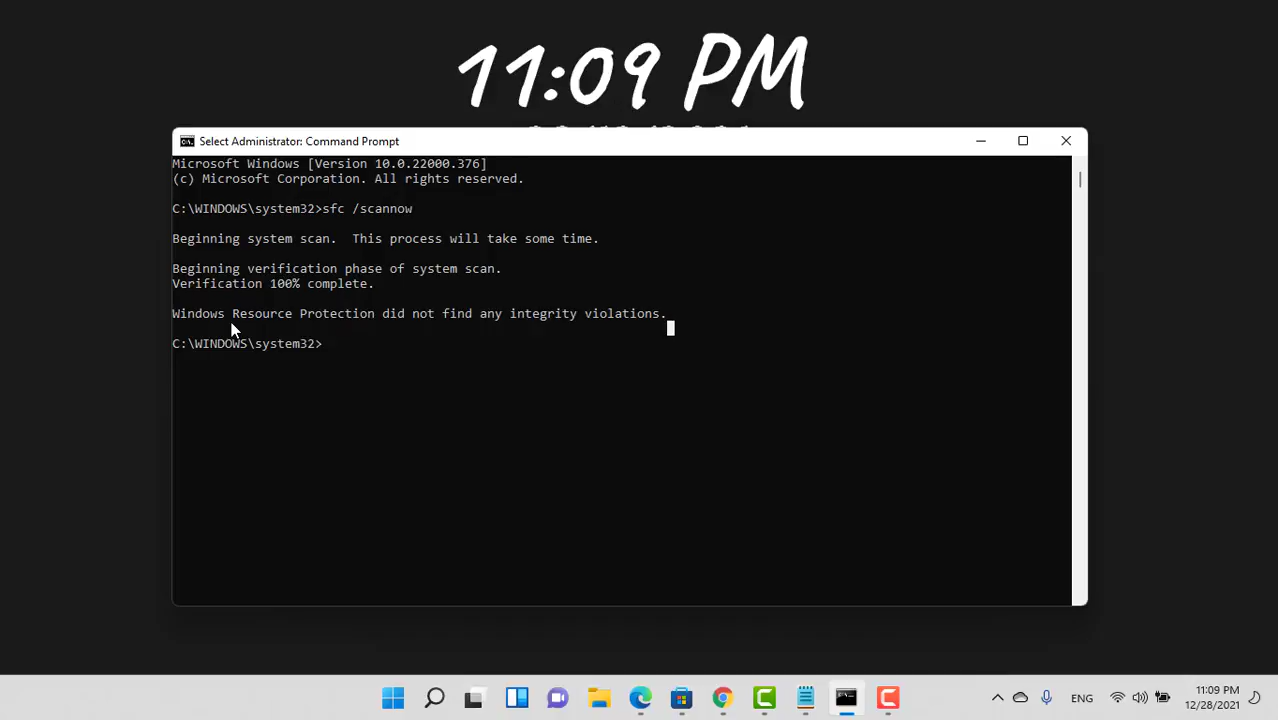 11:09 PM
Select Administrator: Command Prompt
Microsoft Windows [Version 10.0.22000.376]
(c) Microsoft Corporation. All rights reserved.
C:\WINDOWS\system32>sfc /scannow
Beginning system scan.  This process will take some time.
Beginning verification phase of system scan.
Verification 100% complete.
Windows Resource Protection did not find any integrity violations.
C:\WINDOWS\system32>
ENG
11:09 PM
12/28/2021